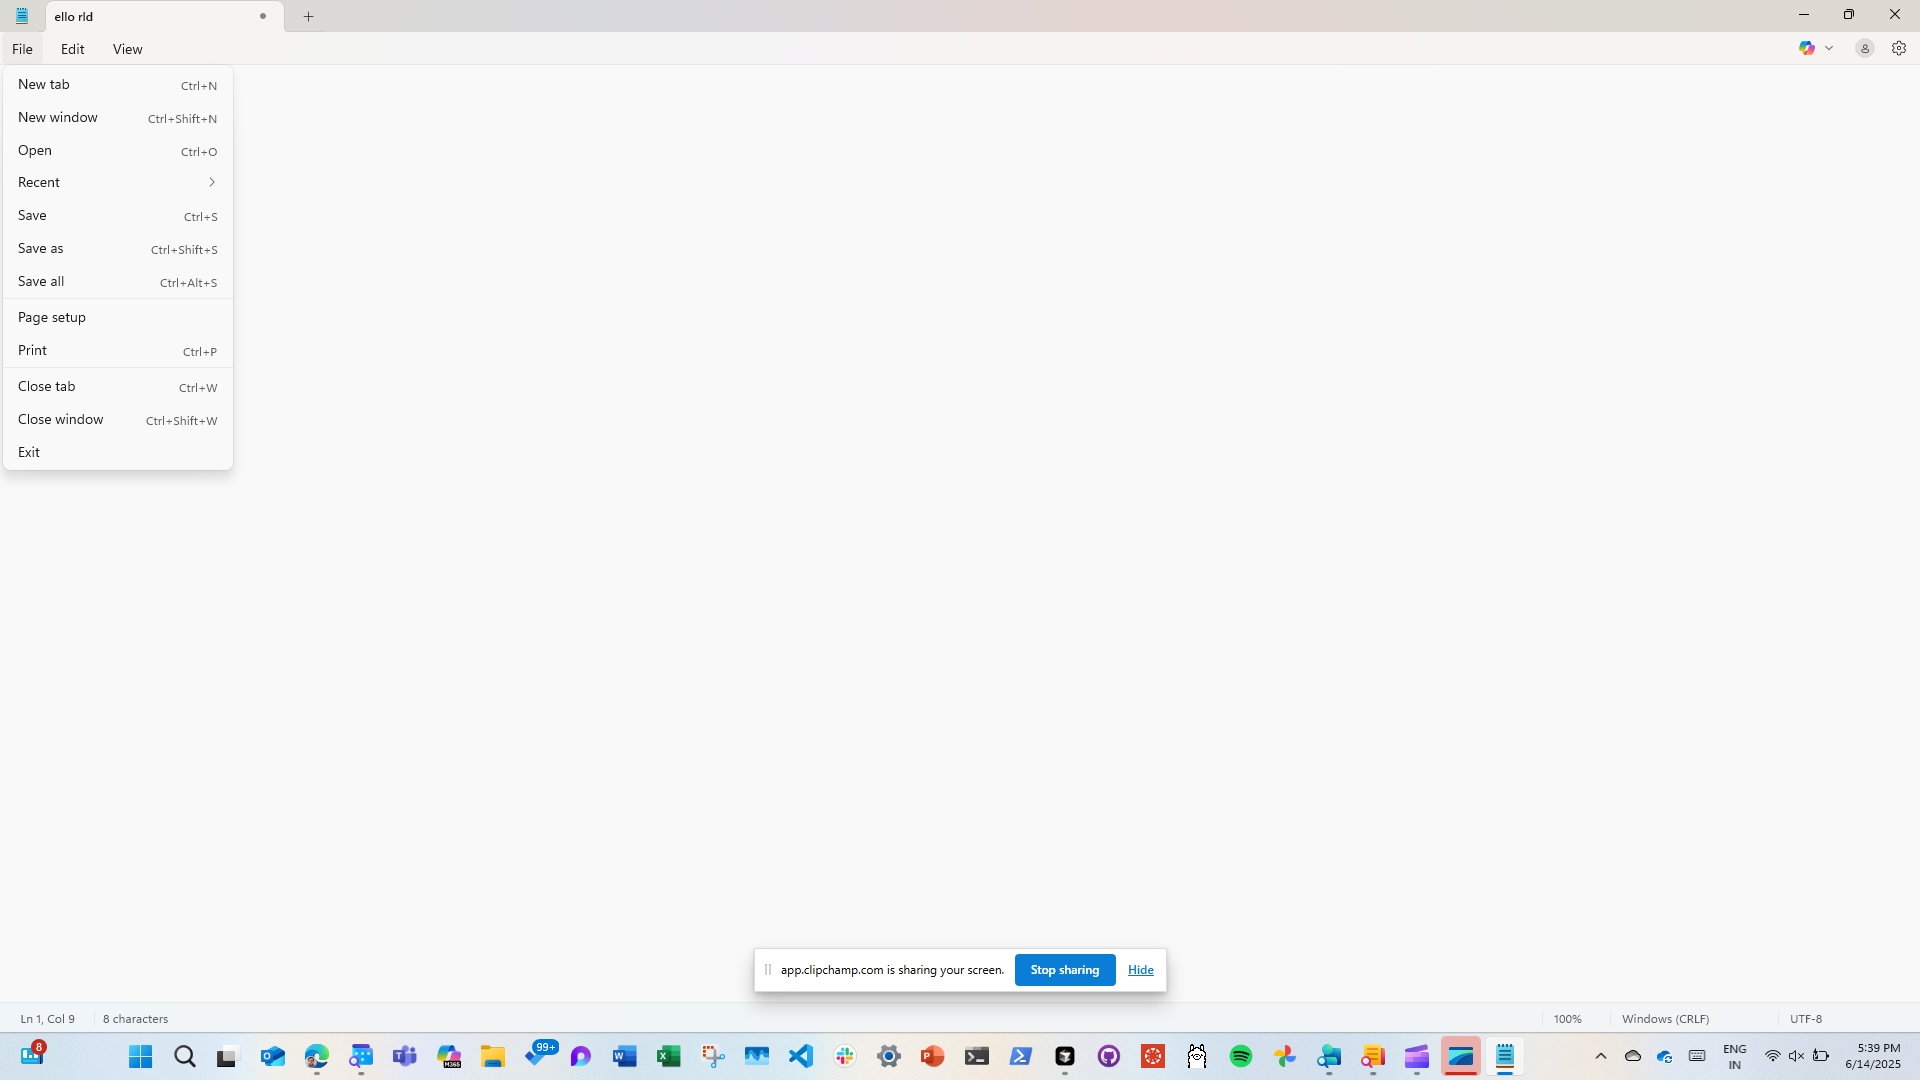 ello rld
File Edit View
New tab Ctrl+N
New window Ctrl+Shift+N
Open Ctrl+O
Recent
Save Ctrl+S
Save as Ctrl+Shift+S
Save all Ctrl+Alt+S
Page setup
Print Ctrl+P
Close tab Ctrl+W
Close window Ctrl+Shift+W
Exit
app.clipchamp.com is sharing your screen. Stop sharing Hide
Ln 1, Col 9 8 characters 100% Windows (CRLF) UTF-8
8 M365 99+ ENG 5:39 PM
IN 6/14/2025